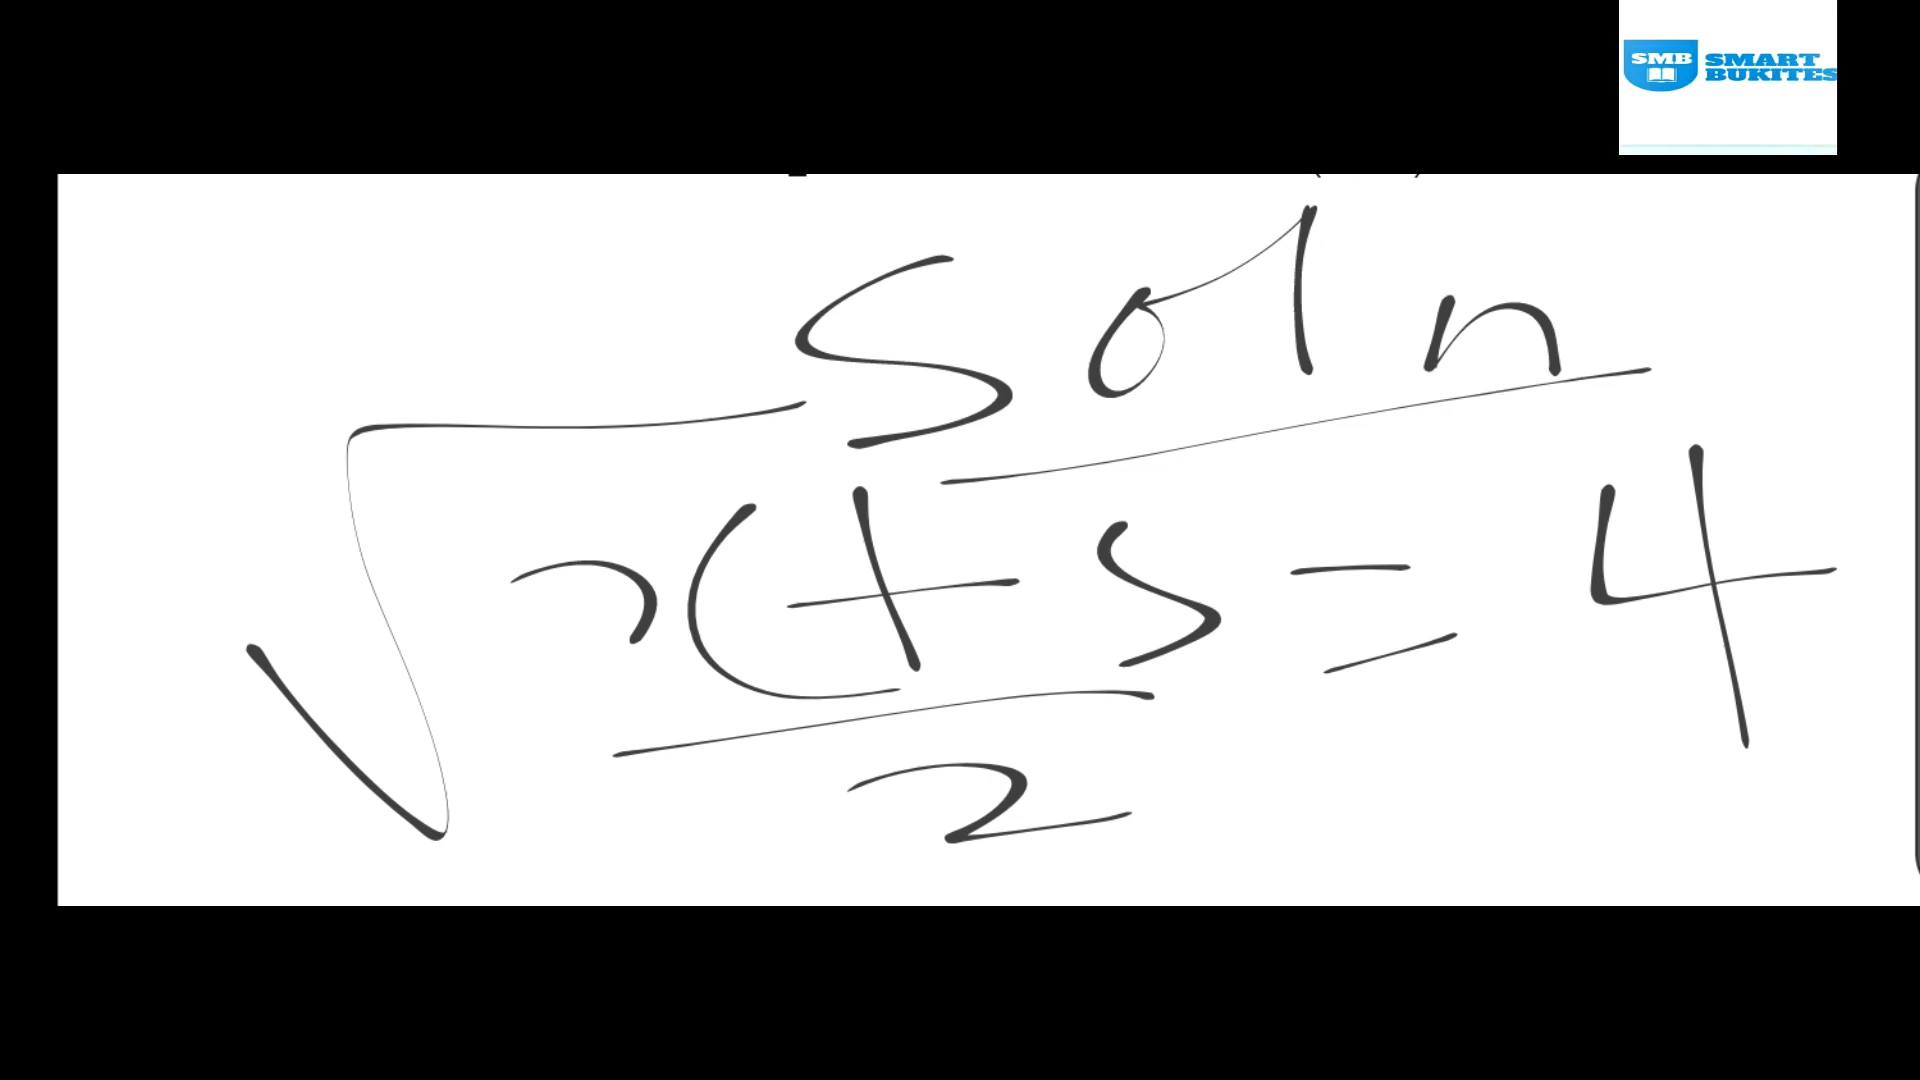 SMB SMART
BUKITES
Soln
√x+5 = 4
2